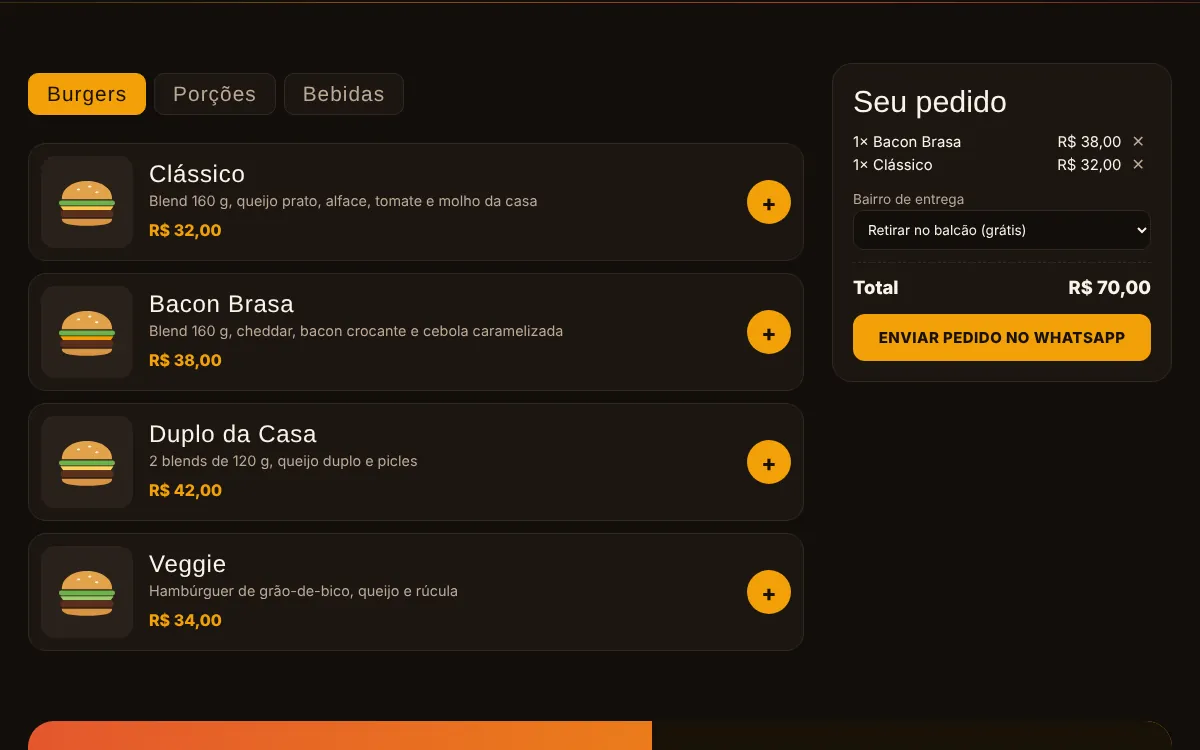 Burgers
Porções
Bebidas
Clássico
Blend 160 g, queijo prato, alface, tomate e molho da casa
R$ 32,00
+
Bacon Brasa
Blend 160 g, cheddar, bacon crocante e cebola caramelizada
R$ 38,00
+
Duplo da Casa
2 blends de 120 g, queijo duplo e picles
R$ 42,00
+
Veggie
Hambúrguer de grão-de-bico, queijo e rúcula
R$ 34,00
+
Seu pedido
1× Bacon Brasa R$ 38,00 ✕
1× Clássico R$ 32,00 ✕
Bairro de entrega
Retirar no balcão (grátis)
Total R$ 70,00
ENVIAR PEDIDO NO WHATSAPP